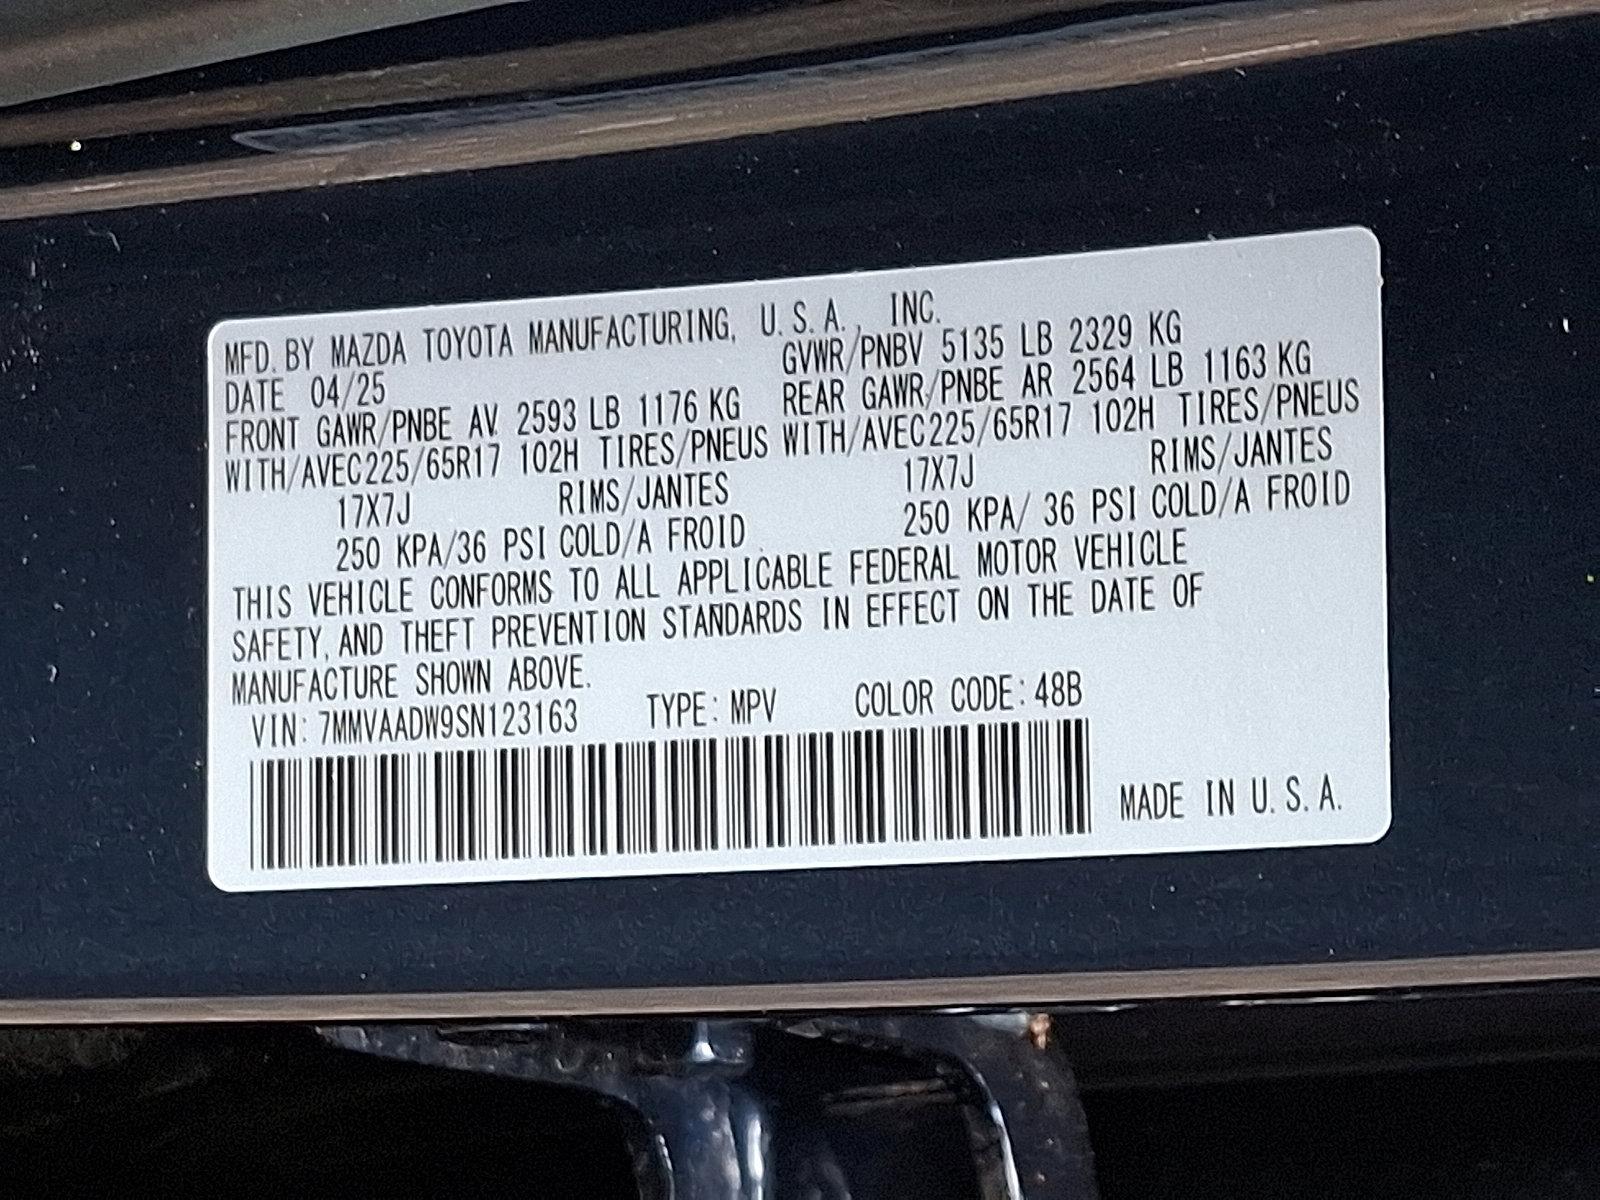 MFD. BY MAZDA TOYOTA MANUFACTURING, U.S.A., INC.
DATE 04/25 GVWR/PNBV 5135 LB 2329 KG
FRONT GAWR/PNBE AV. 2593 LB 1176 KG REAR GAWR/PNBE AR 2564 LB 1163 KG
WITH/AVEC225/65R17 102H TIRES/PNEUS WITH/AVEC225/65R17 102H TIRES/PNEUS
17X7J RIMS/JANTES 17X7J RIMS/JANTES
250 KPA/36 PSI COLD/A FROID 250 KPA/ 36 PSI COLD/A FROID
THIS VEHICLE CONFORMS TO ALL APPLICABLE FEDERAL MOTOR VEHICLE
SAFETY, AND THEFT PREVENTION STANDARDS IN EFFECT ON THE DATE OF
MANUFACTURE SHOWN ABOVE.
VIN: 7MMVAADW9SN123163 TYPE: MPV COLOR CODE: 48B
MADE IN U.S.A.